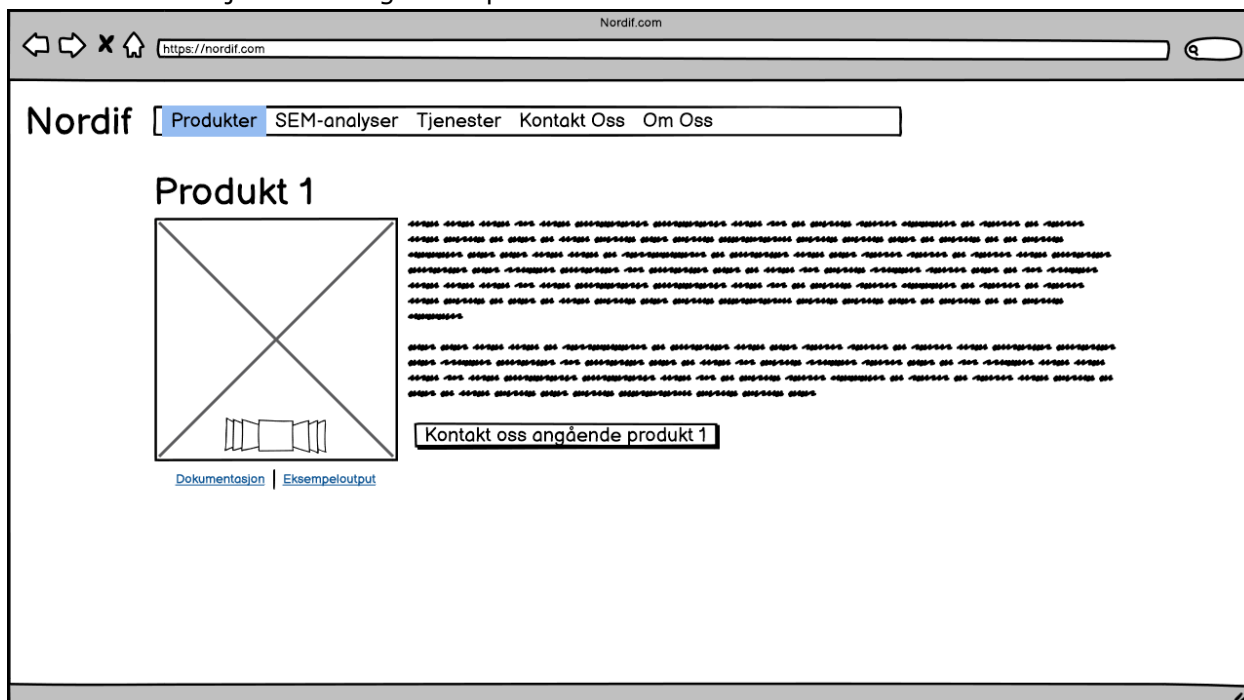 Nordif.com
https://nordif.com
Nordif Produkter SEM-analyser Tjenester Kontakt Oss Om Oss
Produkt 1
Kontakt oss angående produkt 1
Dokumentasjon | Eksempeloutput